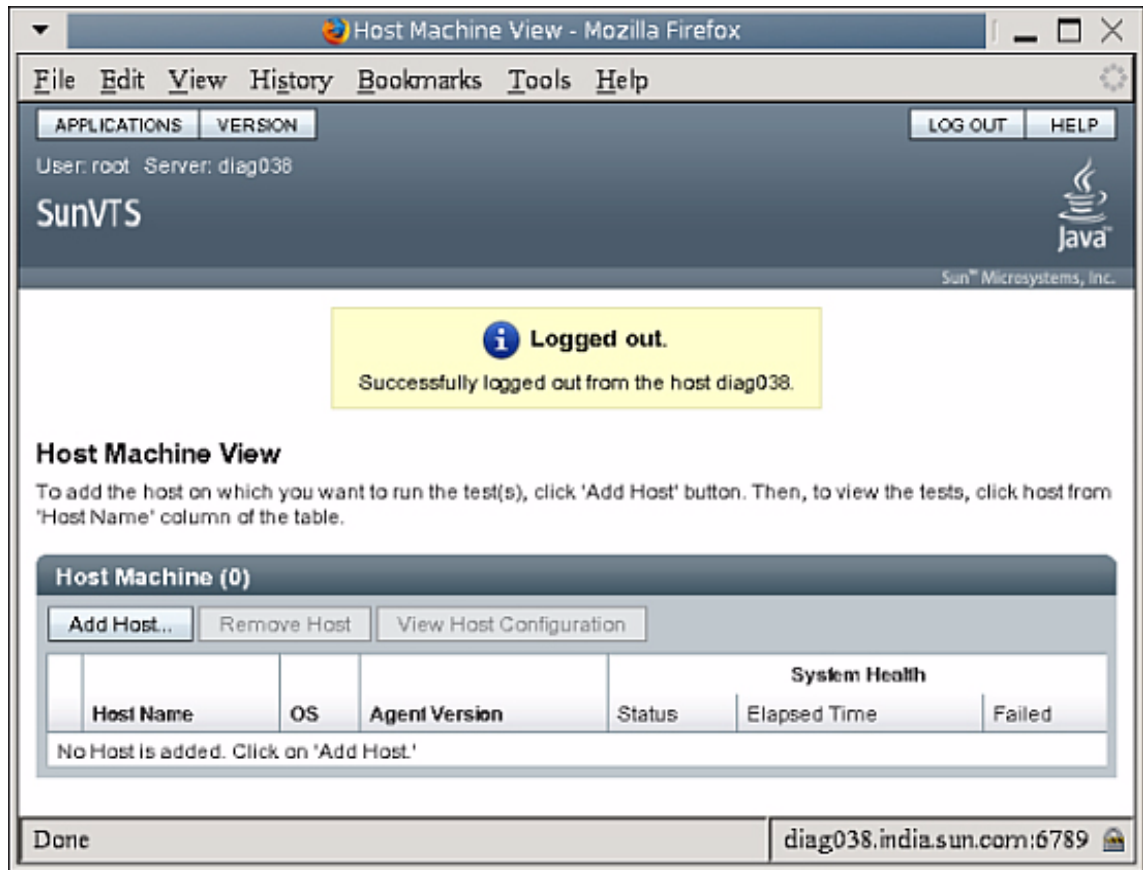 Host Machine View - Mozilla Firefox
File Edit View History Bookmarks Tools Help
APPLICATIONS VERSION LOG OUT HELP
User: root Server: diag038
SunVTS
Java™
Sun™ Microsystems, Inc.
Logged out.
Successfully logged out from the host diag038.
Host Machine View
To add the host on which you want to run the test(s), click 'Add Host' button. Then, to view the tests, click host from
'Host Name' column of the table.
Host Machine (0)
Add Host... Remove Host View Host Configuration
System Health
Host Name OS Agent Version Status Elapsed Time Failed
No Host is added. Click on 'Add Host.'
Done diag038.india.sun.com:6789